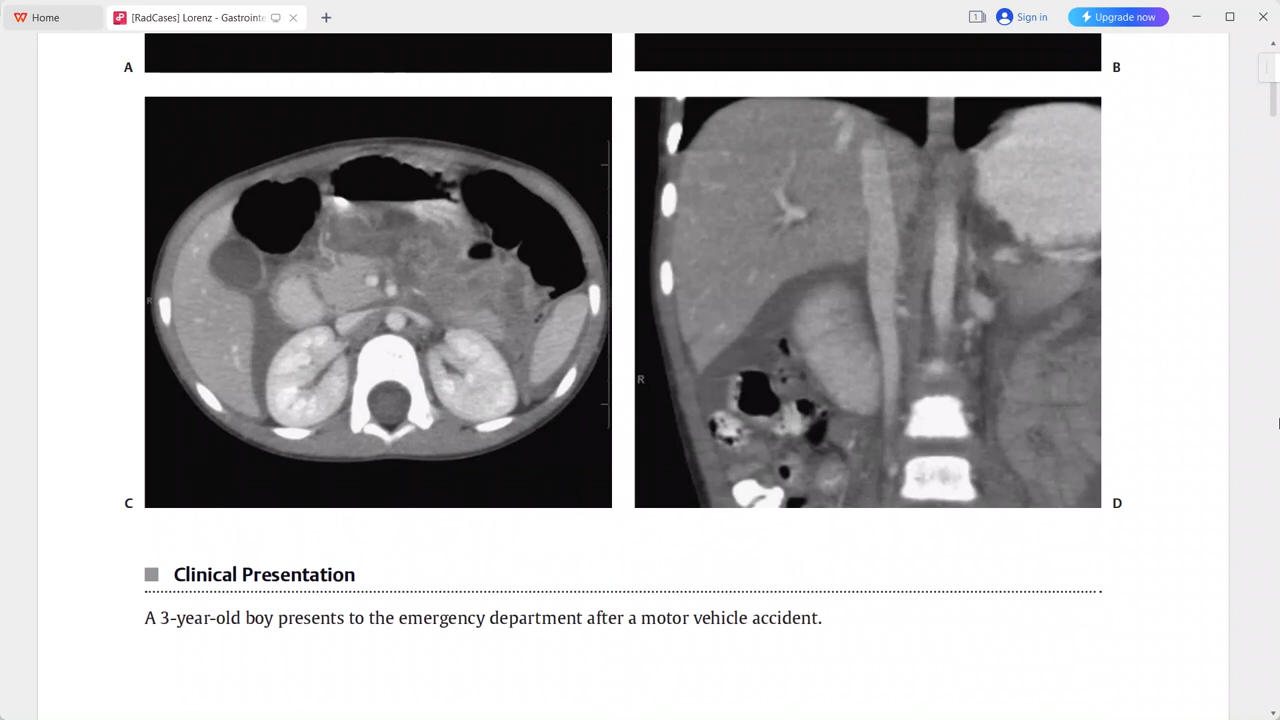 Home
[RadCases] Lorenz - Gastrointe
1
Sign in
Upgrade now
A
B
R
R
C
D
Clinical Presentation
A 3-year-old boy presents to the emergency department after a motor vehicle accident.